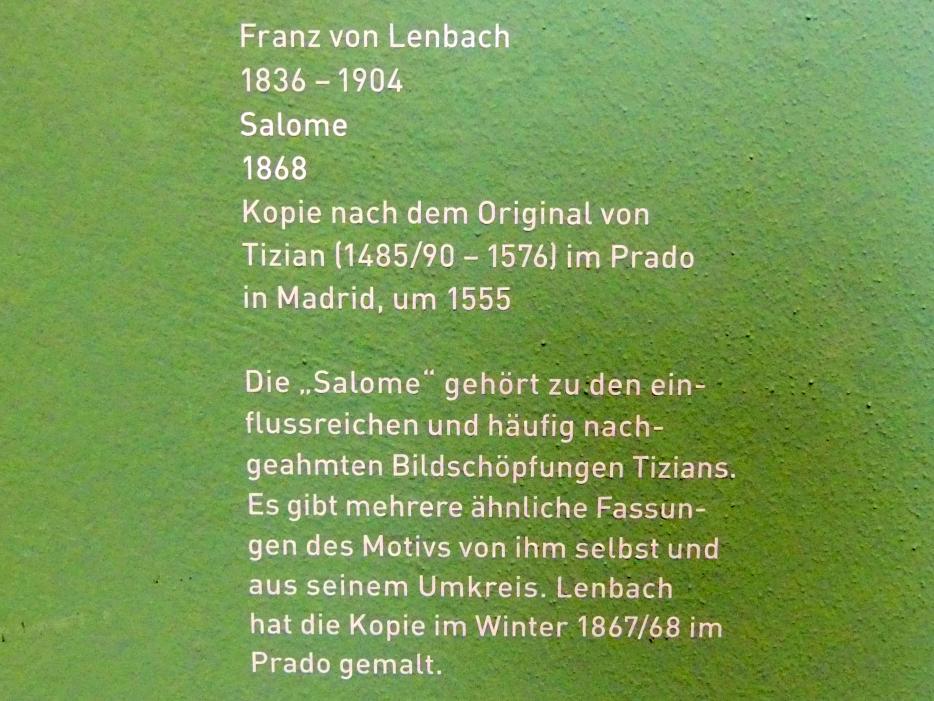 Franz von Lenbach
1836 – 1904
Salome
1868
Kopie nach dem Original von
Tizian (1485/90 – 1576) im Prado
in Madrid, um 1555
Die „Salome“ gehört zu den ein-
flussreichen und häufig nach-
geahmten Bildschöpfungen Tizians.
Es gibt mehrere ähnliche Fassun-
gen des Motivs von ihm selbst und
aus seinem Umkreis. Lenbach
hat die Kopie im Winter 1867/68 im
Prado gemalt.